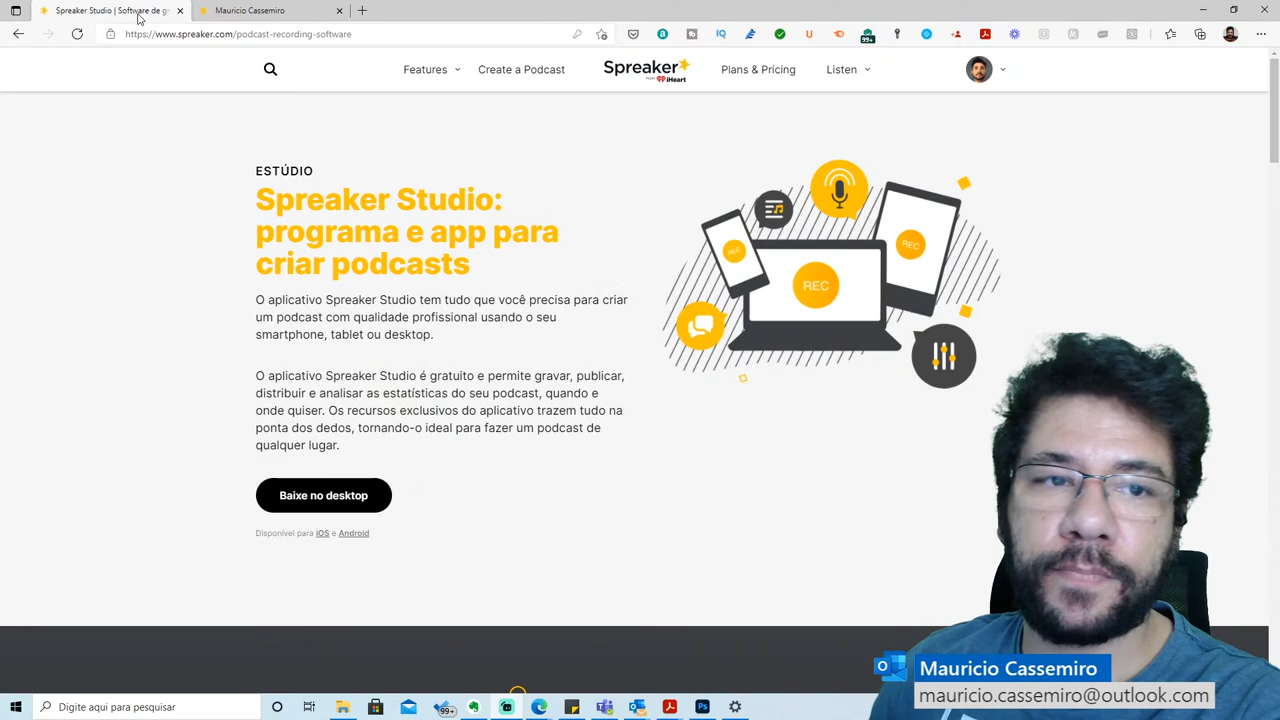 Spreaker Studio | Software de gr
Mauricio Cassemiro
https://www.spreaker.com/podcast-recording-software
Features
Create a Podcast
Spreaker
from iHeart
Plans & Pricing
Listen
ESTÚDIO
Spreaker Studio:
programa e app para
criar podcasts
O aplicativo Spreaker Studio tem tudo que você precisa para criar
um podcast com qualidade profissional usando o seu
smartphone, tablet ou desktop.
O aplicativo Spreaker Studio é gratuito e permite gravar, publicar,
distribuir e analisar as estatísticas do seu podcast, quando e
onde quiser. Os recursos exclusivos do aplicativo trazem tudo na
ponta dos dedos, tornando-o ideal para fazer um podcast de
qualquer lugar.
Baixe no desktop
Disponível para iOS e Android
REC
REC
REC
Mauricio Cassemiro
mauricio.cassemiro@outlook.com
Digite aqui para pesquisar
99+